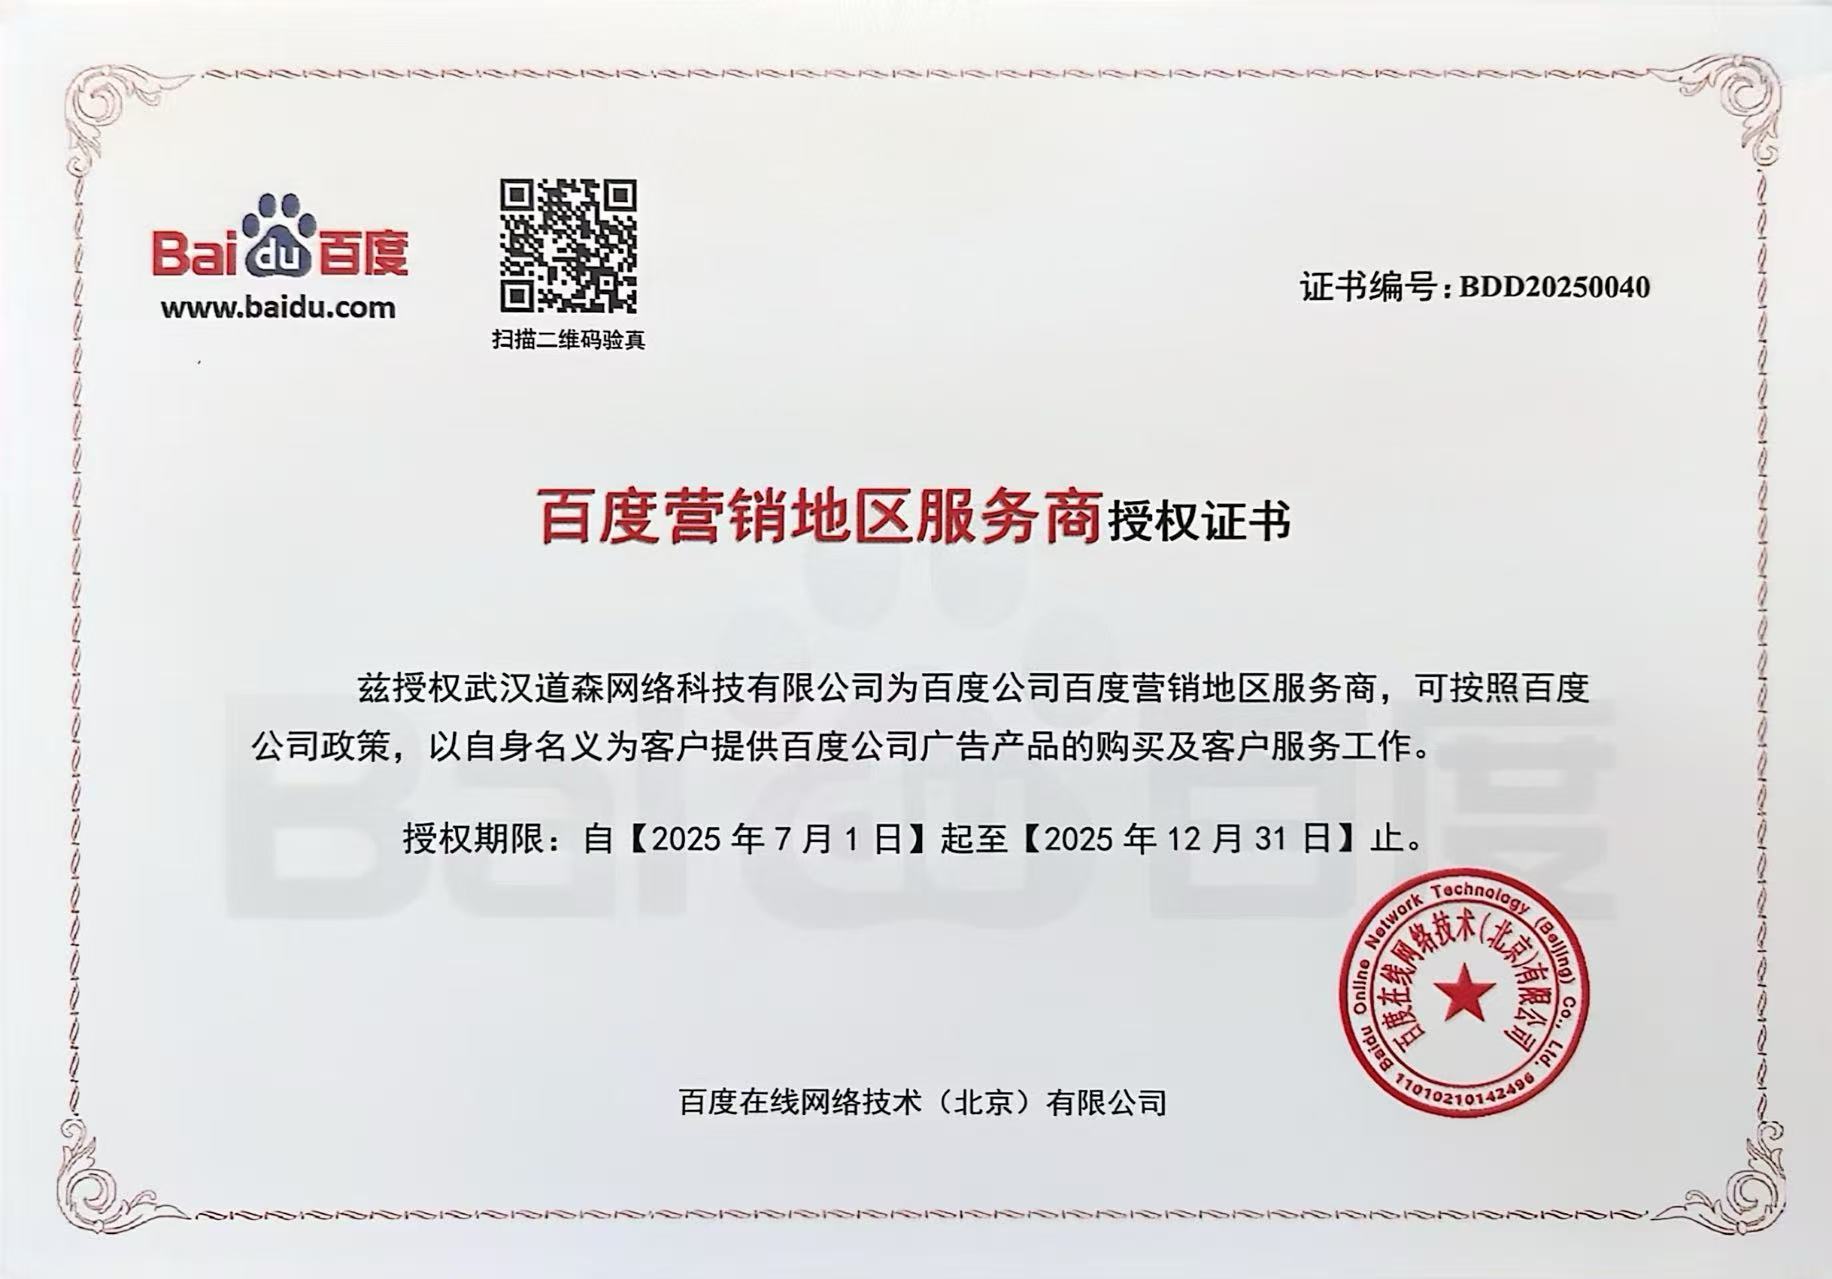 Bai du 百度
www.baidu.com
扫描二维码验真
证书编号:BDD20250040
百度营销地区服务商授权证书
兹授权武汉道森网络科技有限公司为百度公司百度营销地区服务商，可按照百度
公司政策，以自身名义为客户提供百度公司广告产品的购买及客户服务工作。
授权期限：自【2025 年 7 月 1 日】起至【2025 年 12 月 31 日】止。
Baidu Online Network Technology (Beijing) Co., Ltd.
百度在线网络技术(北京)有限公司
11010210142496
百度在线网络技术（北京）有限公司